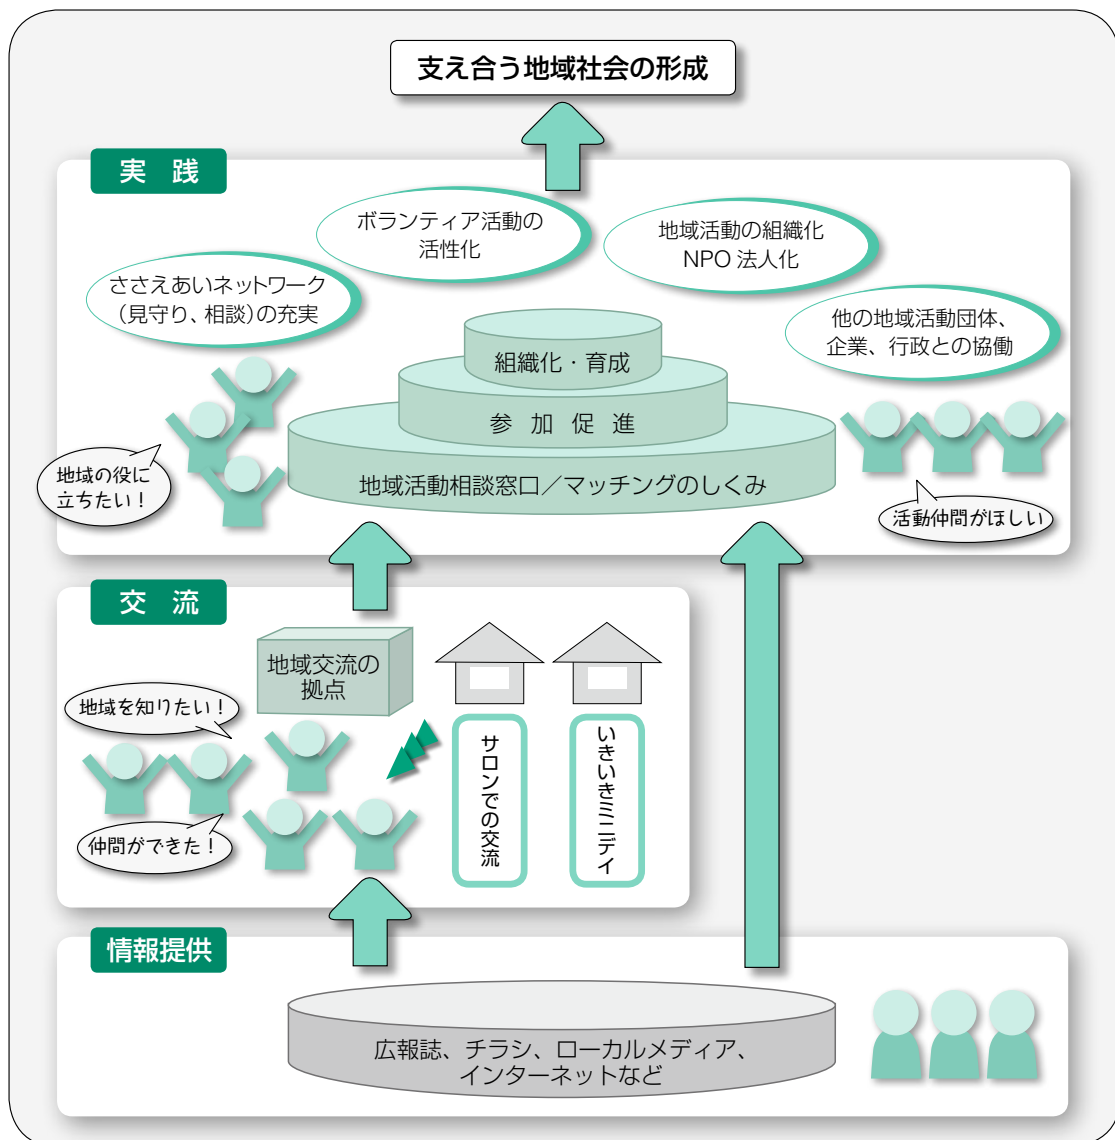 支え合う地域社会の形成
実　践
ボランティア活動の
活性化
地域活動の組織化
NPO 法人化
ささえあいネットワーク
（見守り、相談）の充実
他の地域活動団体、
企業、行政との協働
組織化・育成
参　加　促　進
地域活動相談窓口／マッチングのしくみ
地域の役に
立ちたい！
活動仲間がほしい
交　流
地域交流の
拠点
地域を知りたい！
仲間ができた！
サロンでの交流
いきいきミニデイ
情報提供
広報誌、チラシ、ローカルメディア、
インターネットなど